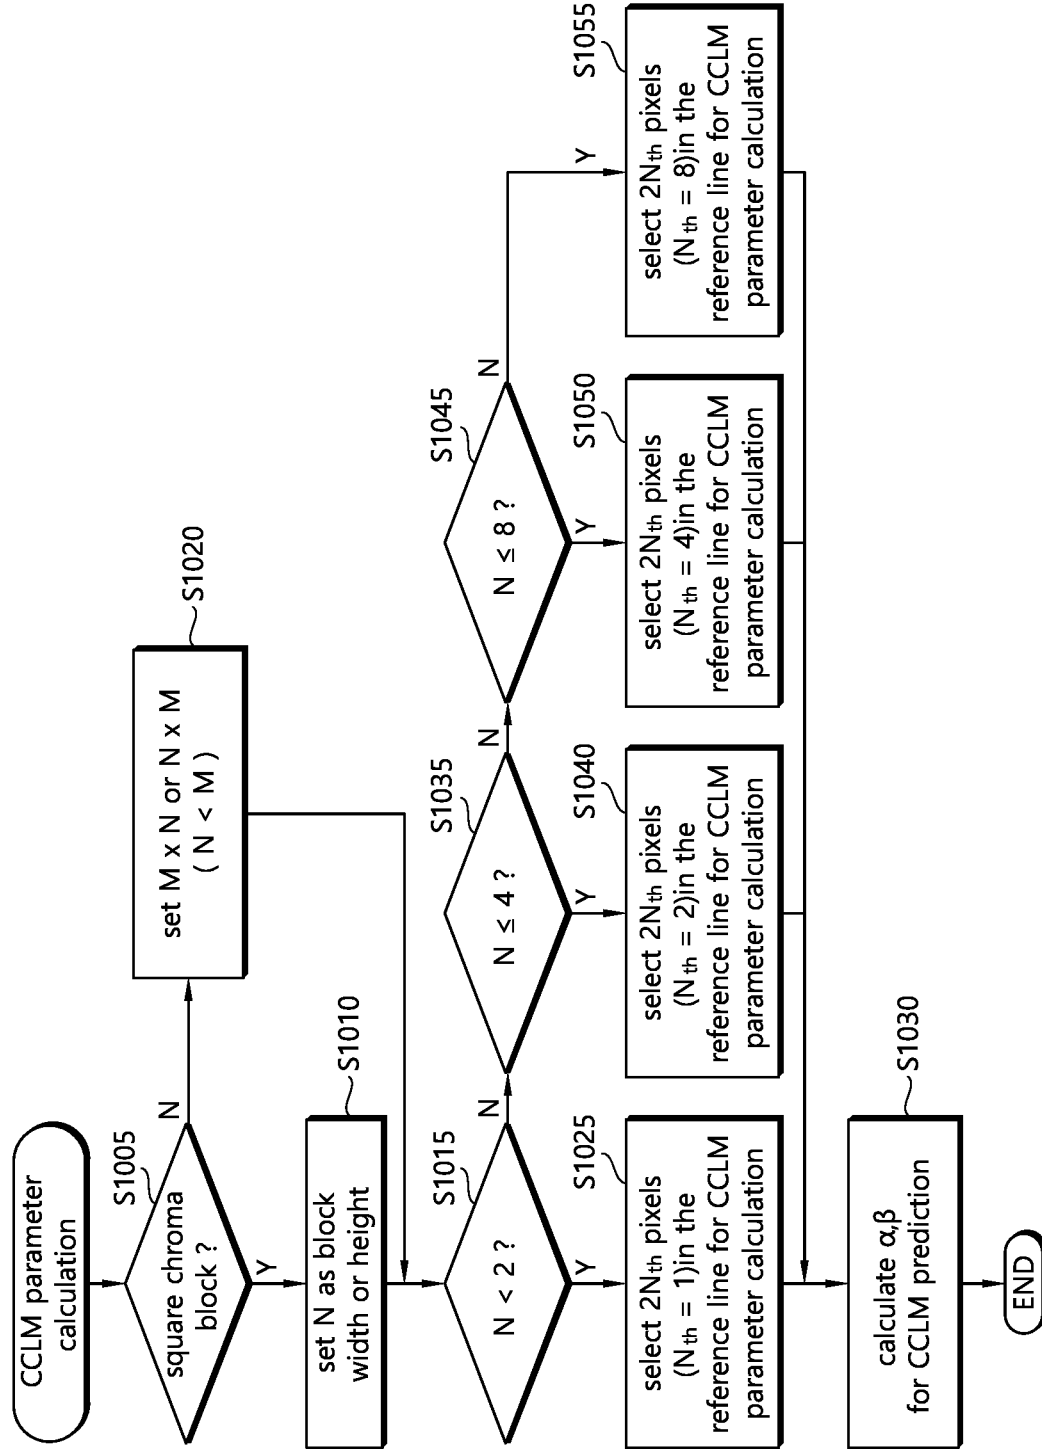 CCLM parameter
calculation
S1005
square chroma
block ?
N
Y
S1020
set M x N or N x M
( N < M )
S1010
set N as block
width or height
S1015
N < 2 ?
N
Y
S1035
N ≤ 4 ?
N
Y
S1045
N ≤ 8 ?
N
Y
Y
S1025
select 2Nth pixels
(Nth = 1)in the
reference line for CCLM
parameter calculation
S1040
select 2Nth pixels
(Nth = 2)in the
reference line for CCLM
parameter calculation
S1050
select 2Nth pixels
(Nth = 4)in the
reference line for CCLM
parameter calculation
S1055
select 2Nth pixels
(Nth = 8)in the
reference line for CCLM
parameter calculation
S1030
calculate α,β
for CCLM prediction
END